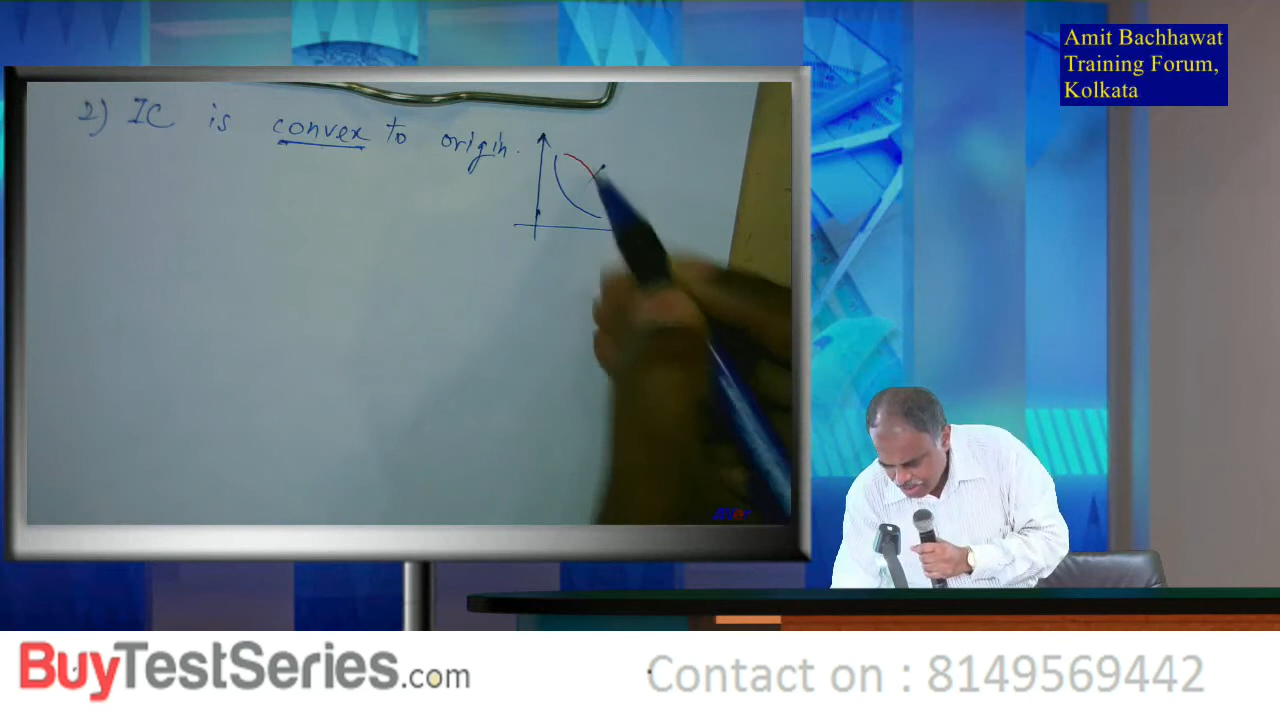 Amit Bachhawat
Training Forum,
Kolkata
2) IC is convex to origin.
BuyTestSeries.com
Contact on : 8149569442